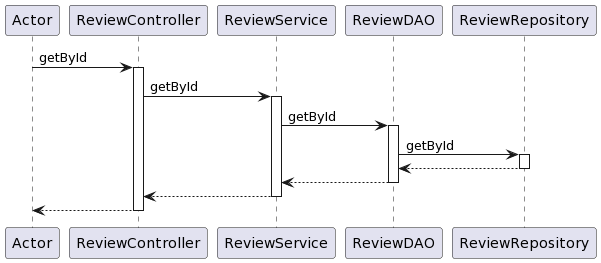 Actor ReviewController ReviewService ReviewDAO ReviewRepository
getById
getById
getById
getById
Actor ReviewController ReviewService ReviewDAO ReviewRepository